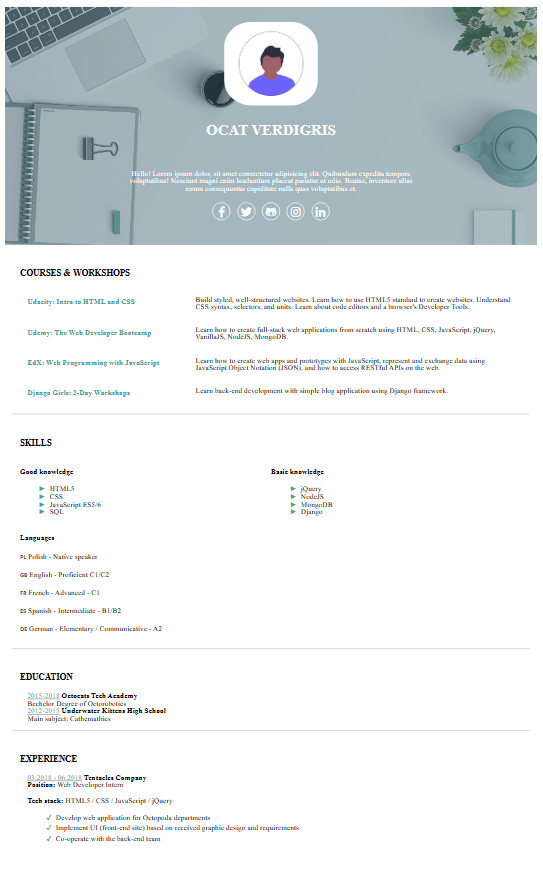 OCAT VERDIGRIS
Hello! Lorem ipsum dolor, sit amet consectetur adipisicing elit. Quibusdam expedita tempora
voluptatibus! Nesciunt magni enim laudantium placeat pariatur ut odio. Beatae, inventore alias
rerum consequuntur cupiditate nulla quas voluptatibus et.
COURSES & WORKSHOPS
Udacity: Intro to HTML and CSS
Build styled, well-structured websites. Learn how to use HTML5 standard to create websites. Understand
CSS syntax, selectors, and units. Learn about code editors and a browser's Developer Tools.
Udemy: The Web Developer Bootcamp
Learn how to create full-stack web applications from scratch using HTML, CSS, JavaScript, jQuery,
VanillaJS, NodeJS, MongoDB.
EdX: Web Programming with JavaScript
Learn how to create web apps and prototypes with JavaScript, represent and exchange data using
JavaScript Object Notation (JSON), and how to access RESTful APIs on the web.
Django Girls: 2-Day Workshops
Learn back-end development with simple blog application using Django framework.
SKILLS
Good knowledge
► HTML5
► CSS
► JavaScript ES5/6
► SQL
Basic knowledge
► jQuery
► NodeJS
► MongoDB
► Django
Languages
PL Polish - Native speaker
GB English - Proficient C1/C2
FR French - Advanced - C1
ES Spanish - Intermediate - B1/B2
DE German - Elementary / Communicative - A2
EDUCATION
2015-2018 Octocats Tech Academy
Bechelor Degree of Octorobotics
2012-2015 Underwater Kittens High School
Main subject: Cathemathics
EXPERIENCE
03.2018 - 06.2018 Tentacles Company
Position: Web Developer Intern
Tech stack: HTML5 / CSS / JavaScript / jQuery
✓ Develop web application for Octopoda departments
✓ Implement UI (front-end site) based on received graphic design and requirements
✓ Co-operate with the back-end team